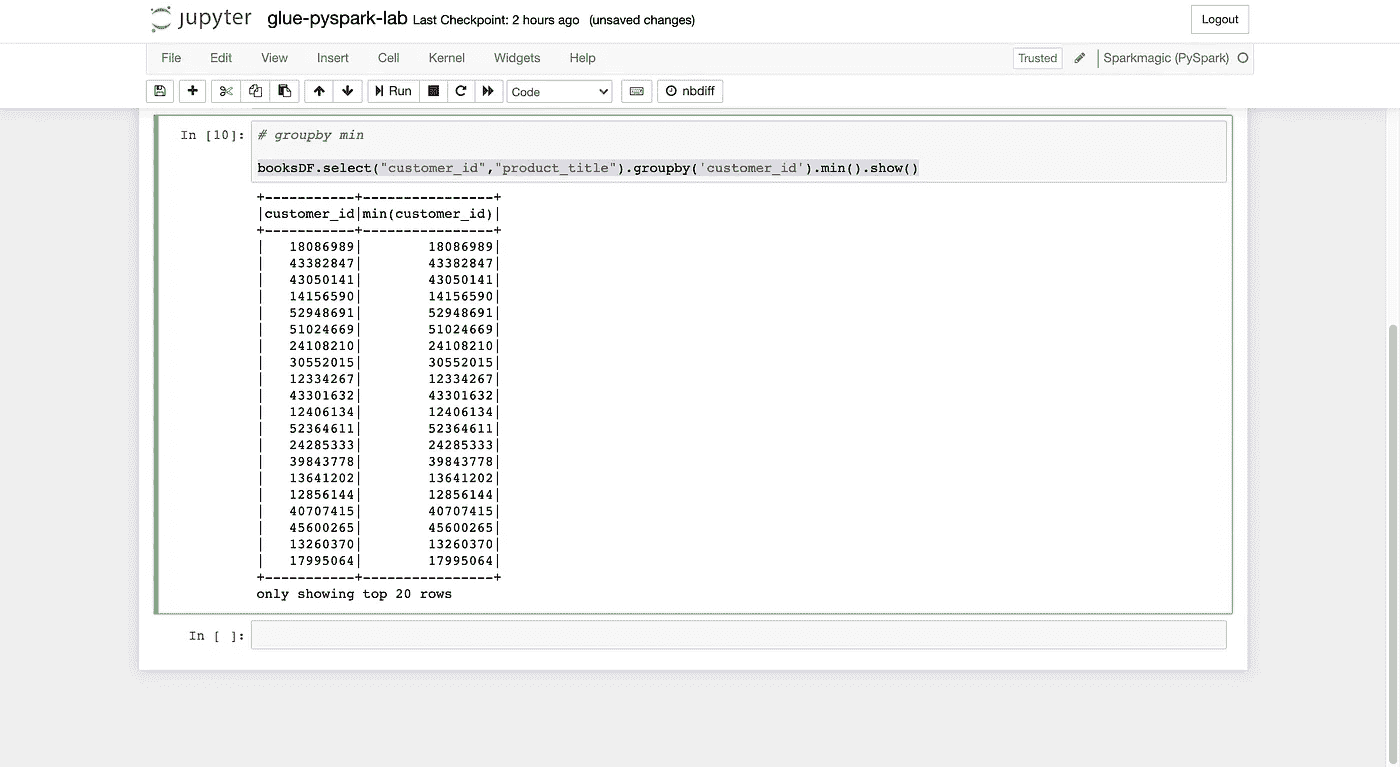 jupyter glue-pyspark-lab Last Checkpoint: 2 hours ago (unsaved changes) Logout
File Edit View Insert Cell Kernel Widgets Help Trusted Sparkmagic (PySpark)
Run Code nbdiff
In [10]: # groupby min
booksDF.select("customer_id","product_title").groupby('customer_id').min().show()
+-----------+----------------+
|customer_id|min(customer_id)|
+-----------+----------------+
|   18086989|        18086989|
|   43382847|        43382847|
|   43050141|        43050141|
|   14156590|        14156590|
|   52948691|        52948691|
|   51024669|        51024669|
|   24108210|        24108210|
|   30552015|        30552015|
|   12334267|        12334267|
|   43301632|        43301632|
|   12406134|        12406134|
|   52364611|        52364611|
|   24285333|        24285333|
|   39843778|        39843778|
|   13641202|        13641202|
|   12856144|        12856144|
|   40707415|        40707415|
|   45600265|        45600265|
|   13260370|        13260370|
|   17995064|        17995064|
+-----------+----------------+
only showing top 20 rows
In [ ]: